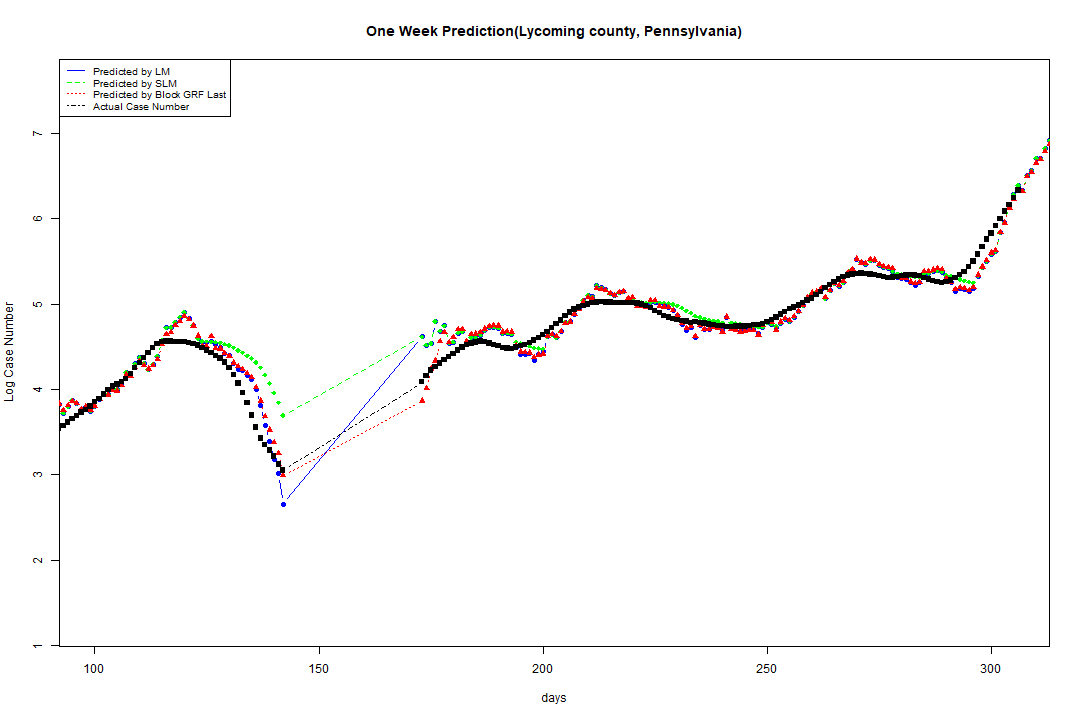 One Week Prediction(Lycoming county, Pennsylvania)
Predicted by LM
Predicted by SLM
Predicted by Block GRF Last
Actual Case Number
7
6
5
4
3
2
1
Log Case Number
100 150 200 250 300
days